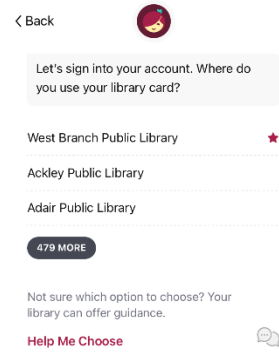 Back
Let's sign into your account. Where do
you use your library card?
West Branch Public Library
Ackley Public Library
Adair Public Library
479 MORE
Not sure which option to choose? Your
library can offer guidance.
Help Me Choose